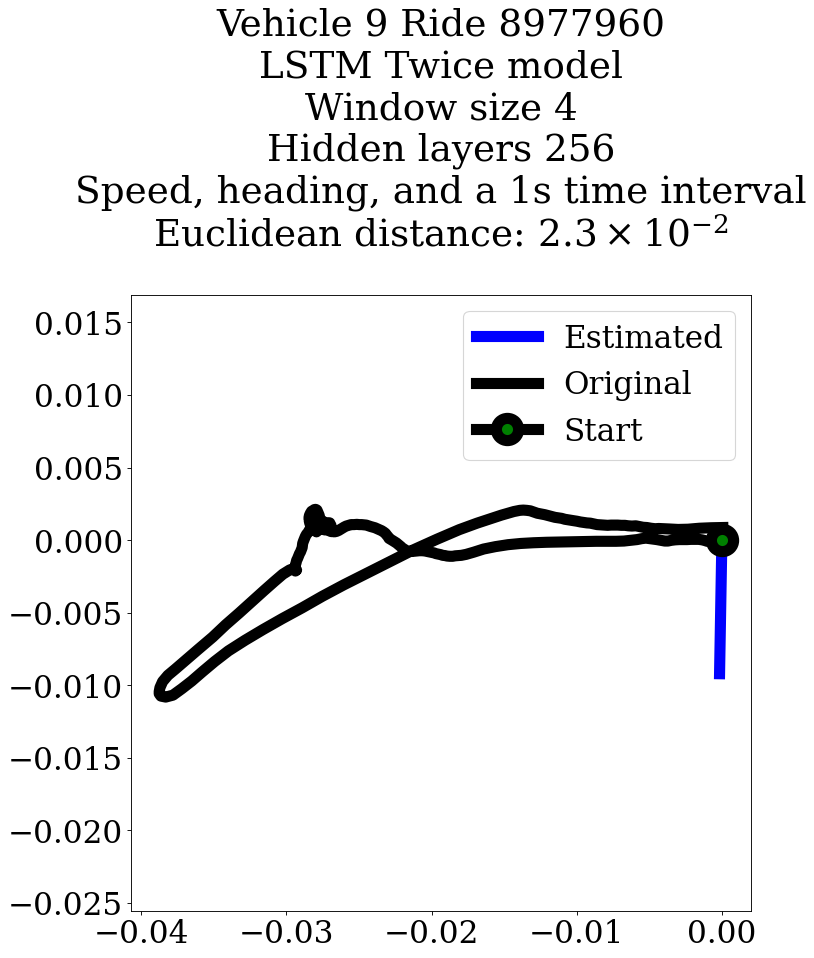 Vehicle 9 Ride 8977960
LSTM Twice model
Window size 4
Hidden layers 256
Speed, heading, and a 1s time interval
Euclidean distance: 2.3 × 10⁻²
Estimated
Original
Start
0.015
0.010
0.005
0.000
−0.005
−0.010
−0.015
−0.020
−0.025
−0.04 −0.03 −0.02 −0.01 0.00